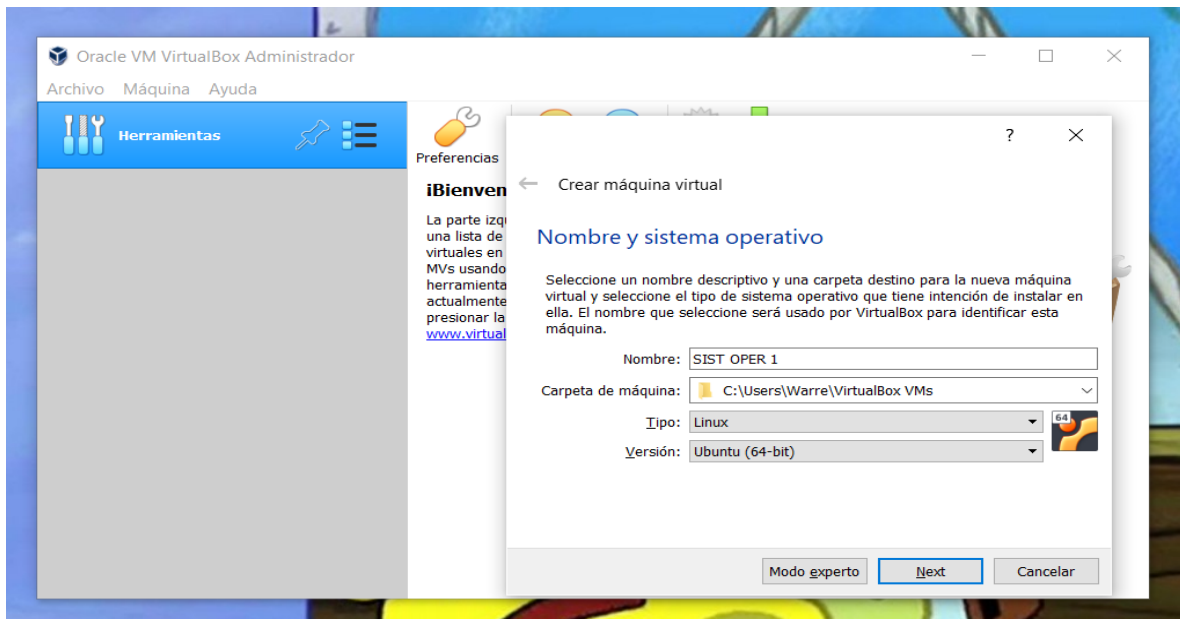 Oracle VM VirtualBox Administrador
Archivo Máquina Ayuda
Herramientas
Preferencias
¡Bienven
La parte izq
una lista de
virtuales en
MVs usando
herramienta
actualmente
presionar la
www.virtual
?
Crear máquina virtual
Nombre y sistema operativo
Seleccione un nombre descriptivo y una carpeta destino para la nueva máquina
virtual y seleccione el tipo de sistema operativo que tiene intención de instalar en
ella. El nombre que seleccione será usado por VirtualBox para identificar esta
máquina.
Nombre: SIST OPER 1
Carpeta de máquina: C:\Users\Warre\VirtualBox VMs
Tipo: Linux
64
Versión: Ubuntu (64-bit)
Modo experto Next Cancelar